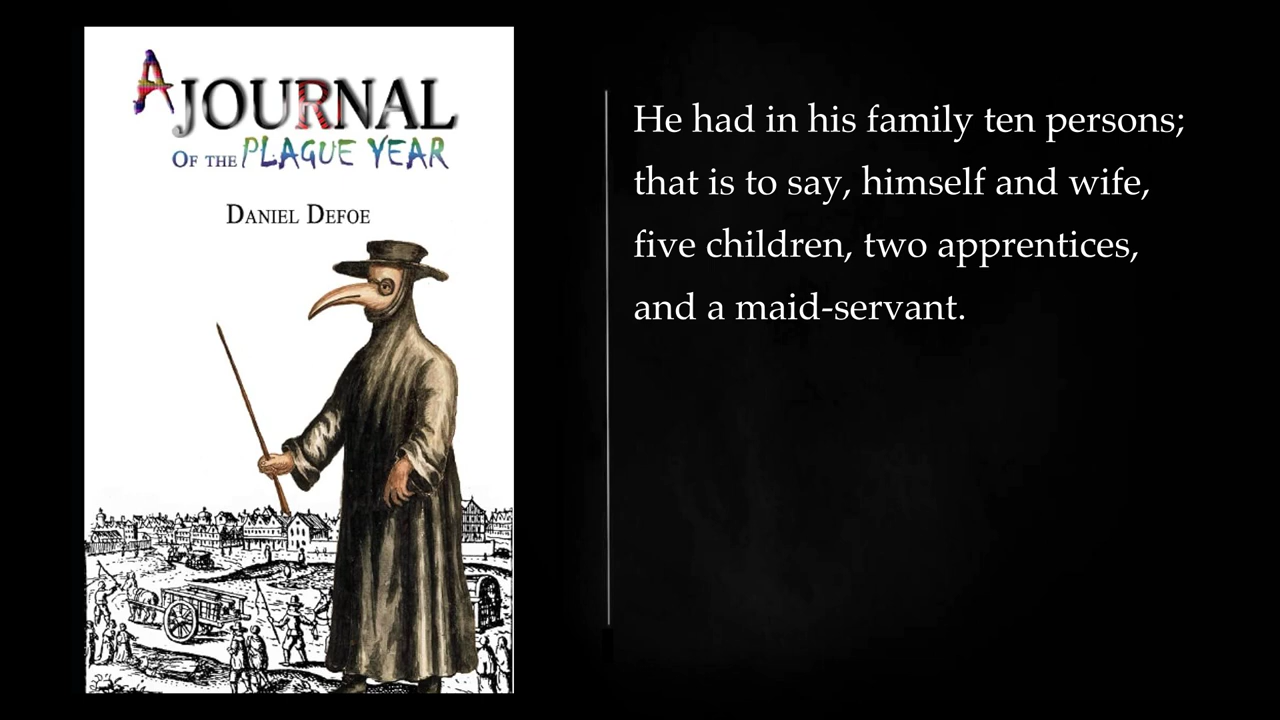 A JOURNAL
OF THE PLAGUE YEAR
DANIEL DEFOE
He had in his family ten persons;
that is to say, himself and wife,
five children, two apprentices,
and a maid-servant.